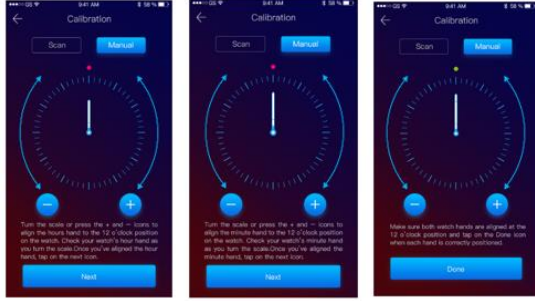 GS 9:41 AM 58 %
Calibration
Scan Manual
Turn the scale or press the + and - icons to
align the hours hand to the 12 o'clock position
on the watch. Check your watch's hour hand as
you turn the scale.Once you've aligned the hour
hand, tap on the next icon.
Next
GS 9:41 AM 58 %
Calibration
Scan Manual
Turn the scale or press the + and - icons to
align the minute hand to the 12 o'clock position
on the watch. Check your watch's minute hand
as you turn the scale.Once you've aligned the
minute hand, tap on the next icon.
Next
GS 9:41 AM 58 %
Calibration
Scan Manual
Make sure both watch hands are aligned at the
12 o'clock position and tap on the Done icon
when each hand is correctly positioned.
Done